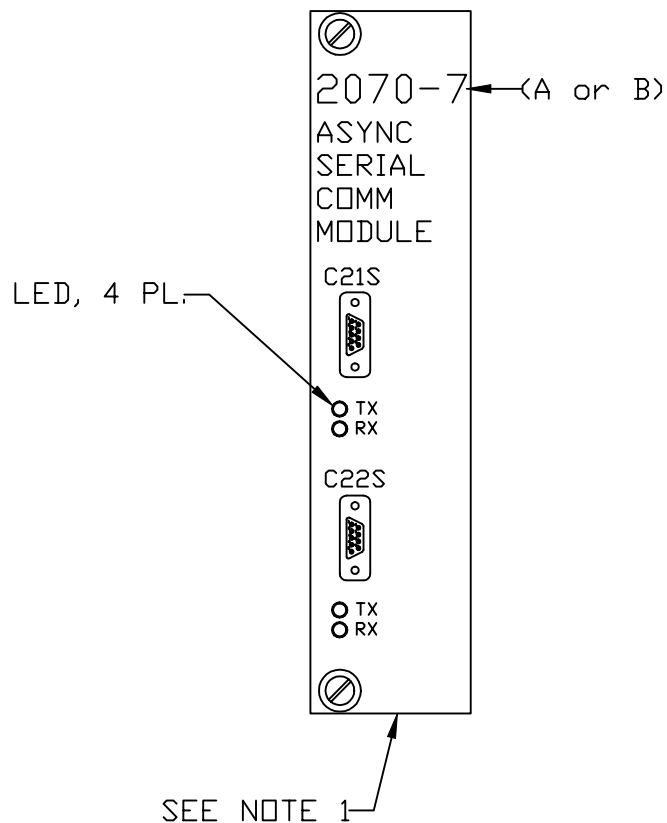 2070-7 (A or B)
ASYNC
SERIAL
COMM
MODULE
C21S
LED, 4 PL.
TX
RX
C22S
TX
RX
SEE NOTE 1